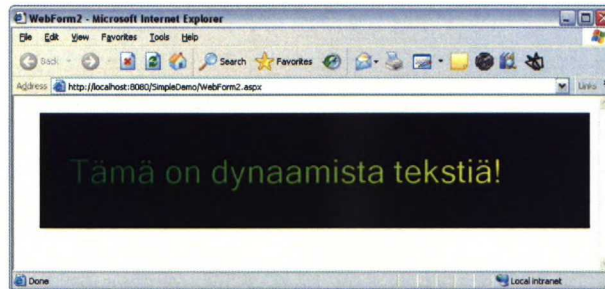 WebForm2 - Microsoft Internet Explorer
File Edit View Favorites Tools Help
Back Search Favorites
Address http://localhost:8080/SimpleDemo/WebForm2.aspx Links
Tämä on dynaamista tekstiä!
Done Local intranet